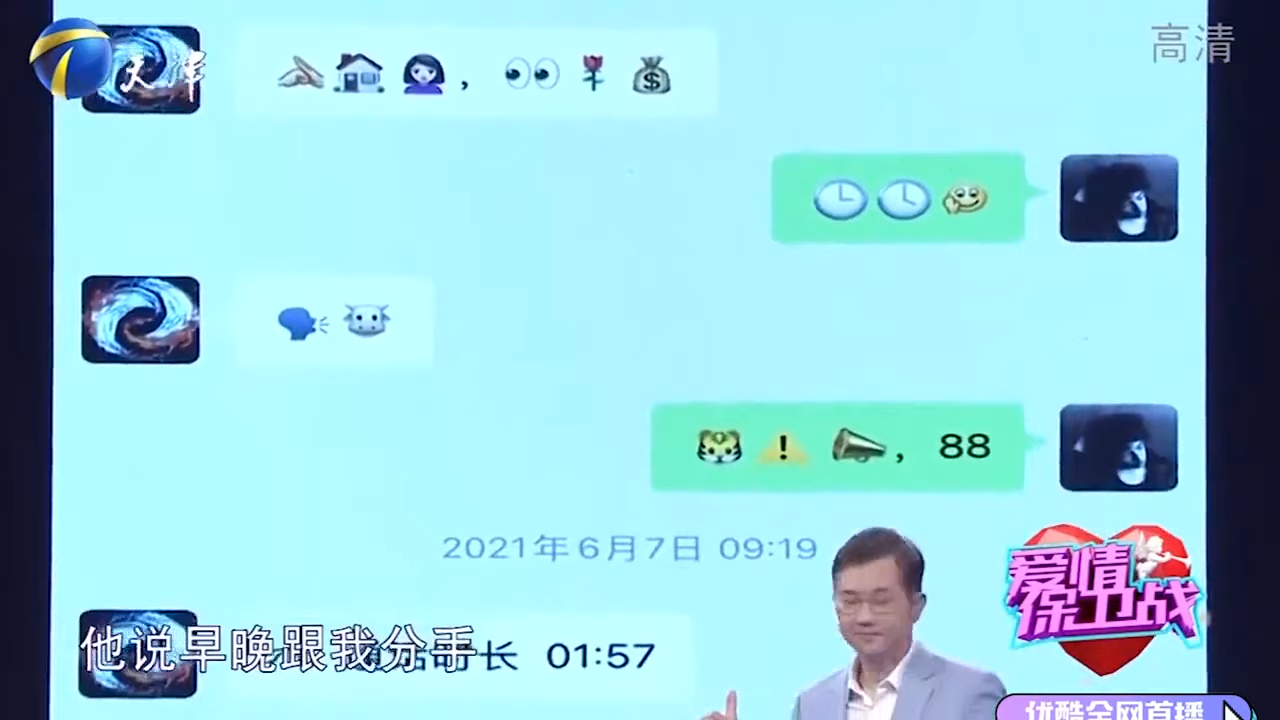 天津
高清
88
2021年6月7日 09:19
他说早晚跟我分手
长 01:57
爱情保卫战
优酷全网首播